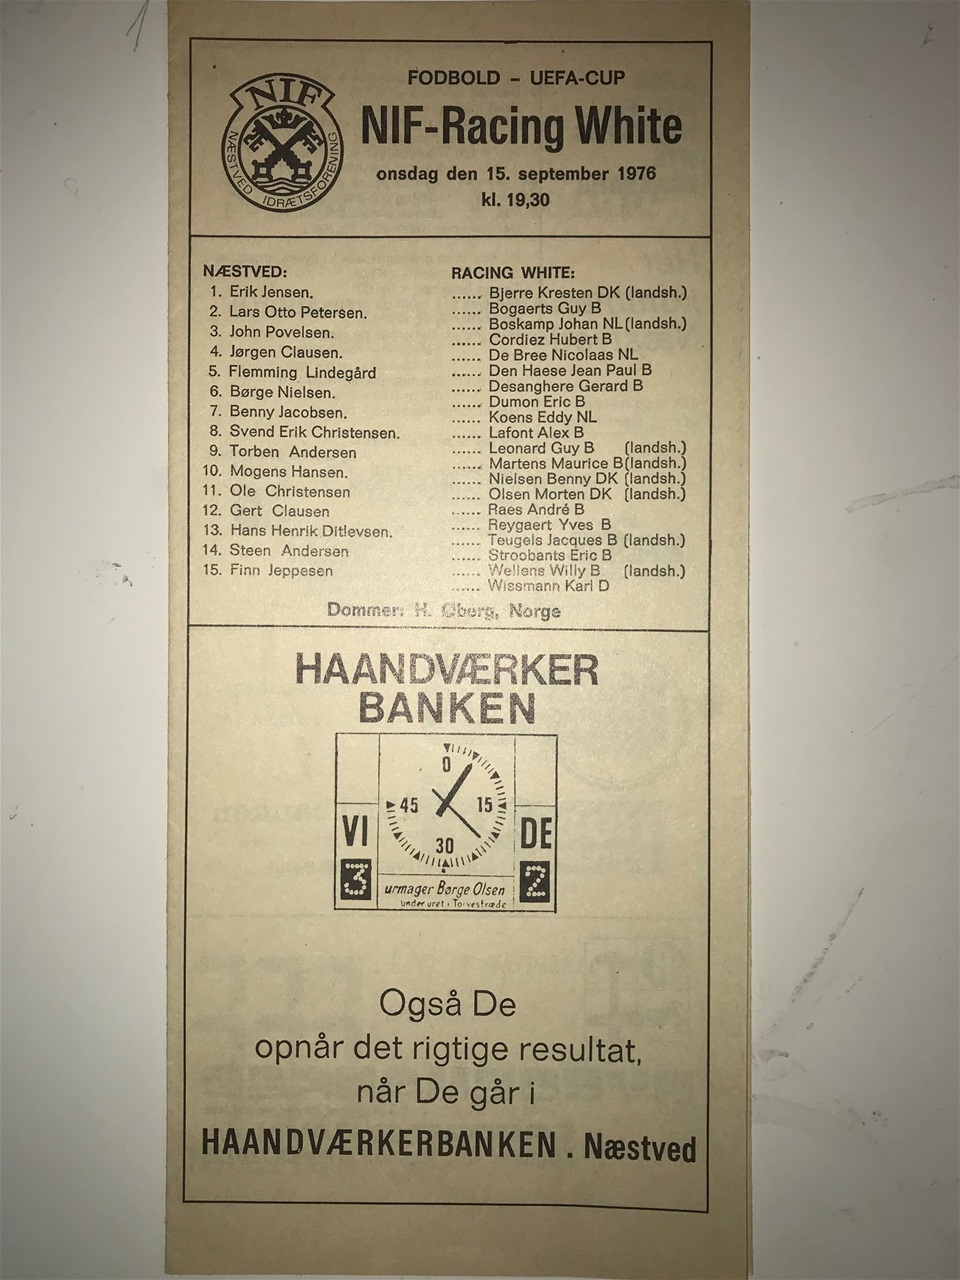 NIF
NÆSTVED IDRÆTSFORENING
FODBOLD - UEFA-CUP
NIF-Racing White
onsdag den 15. september 1976
kl. 19,30
NÆSTVED:
1. Erik Jensen.
2. Lars Otto Petersen.
3. John Povelsen.
4. Jørgen Clausen.
5. Flemming Lindegård
6. Børge Nielsen.
7. Benny Jacobsen.
8. Svend Erik Christensen.
9. Torben Andersen
10. Mogens Hansen.
11. Ole Christensen
12. Gert Clausen
13. Hans Henrik Ditlevsen.
14. Steen Andersen
15. Finn Jeppesen
RACING WHITE:
...... Bjerre Kresten DK (landsh.)
...... Bogaerts Guy B
...... Boskamp Johan NL(landsh.)
...... Cordiez Hubert B
...... De Bree Nicolaas NL
...... Den Haese Jean Paul B
...... Desanghere Gerard B
...... Dumon Eric B
...... Koens Eddy NL
...... Lafont Alex B
...... Leonard Guy B (landsh.)
...... Martens Maurice B(landsh.)
...... Nielsen Benny DK (landsh.)
...... Olsen Morten DK (landsh.)
...... Raes André B
...... Reygaert Yves B
...... Teugels Jacques B (landsh.)
...... Stroobants Eric B
...... Wellens Willy B (landsh.)
...... Wissmann Karl D
Dommer: H. Øberg, Norge
HAANDVÆRKER
BANKEN
0
45 15
30
VI DE
3 2
urmager Børge Olsen
under uret i Torvestræde
Også De
opnår det rigtige resultat,
når De går i
HAANDVÆRKERBANKEN . Næstved